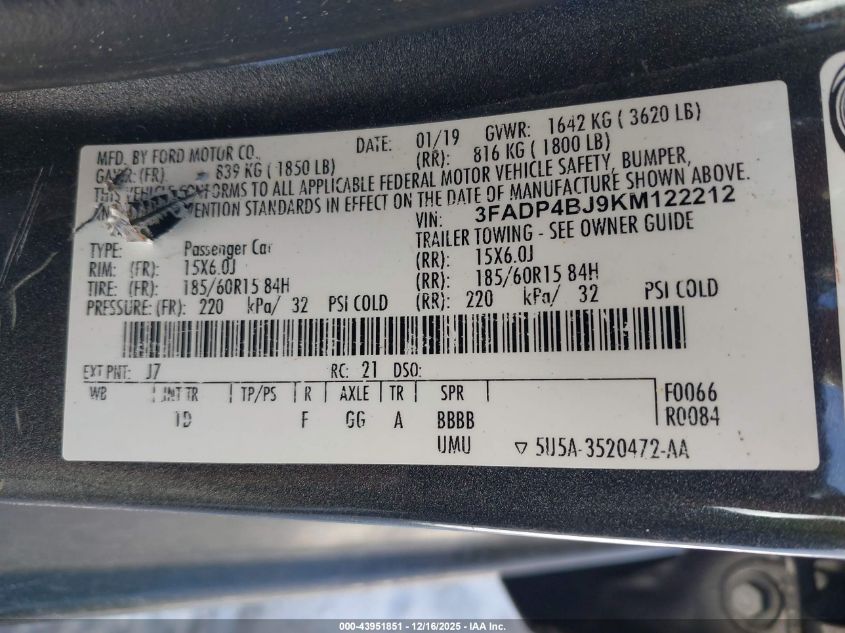 MFD. BY FORD MOTOR CO.,
DATE: 01/19 GVWR: 1642 KG ( 3620 LB)
GAWR: (FR) 839 KG ( 1850 LB) (RR): 816 KG ( 1800 LB)
THIS VEHICLE CONFORMS TO ALL APPLICABLE FEDERAL MOTOR VEHICLE SAFETY, BUMPER,
STANDARDS IN EFFECT ON THE DATE OF MANUFACTURE SHOWN ABOVE.
VIN: 3FADP4BJ9KM122212
TYPE: Passenger Car TRAILER TOWING - SEE OWNER GUIDE
RIM: (FR): 15X6.0J (RR): 15X6.0J
TIRE: (FR): 185/60R15 84H (RR): 185/60R15 84H
PRESSURE: (FR): 220 kPa/ 32 PSI COLD (RR): 220 kPa/ 32 PSI COLD
EXT PNT: J7 RC: 21 DSO:
WB INT TR TP/PS R AXLE TR SPR F0066
1D F GG A BBBB R0084
UMU ▽ 5U5A-3520472-AA
000-43951851 - 12/16/2025 - IAA Inc.